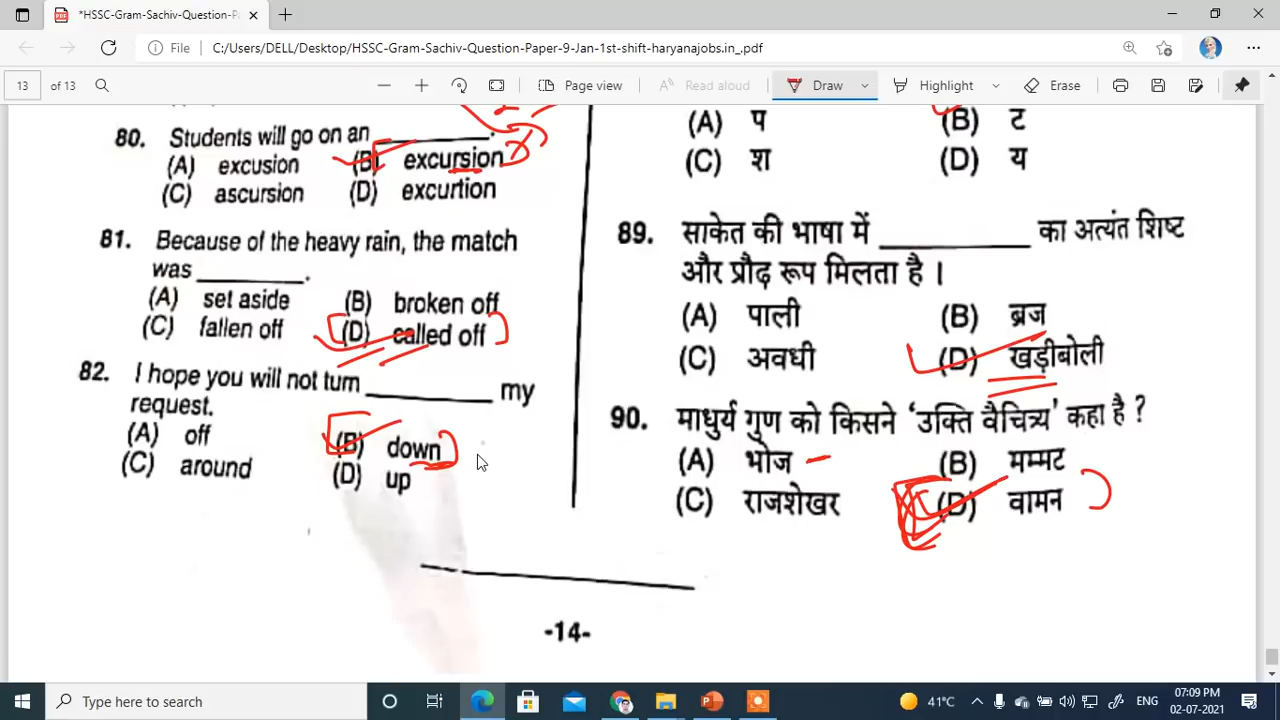 *HSSC-Gram-Sachiv-Question-Pap
File
C:/Users/DELL/Desktop/HSSC-Gram-Sachiv-Question-Paper-9-Jan-1st-shift-haryanajobs.in_.pdf
13 of 13
Page view
Read aloud
Draw
Highlight
Erase
80. Students will go on an __________.
(A) excusion (B) excursion
(C) ascursion (D) excurtion
81. Because of the heavy rain, the match
was __________.
(A) set aside (B) broken off
(C) fallen off (D) called off
82. I hope you will not turn __________ my
request.
(A) off (B) down
(C) around (D) up
(A) प (B) ट
(C) श (D) य
89. साकेत की भाषा में __________ का अत्यंत शिष्ट
और प्रौढ़ रूप मिलता है ।
(A) पाली (B) ब्रज
(C) अवधी (D) खड़ीबोली
90. माधुर्य गुण को किसने ‘उक्ति वैचित्र्य’ कहा है ?
(A) भोज (B) मम्मट
(C) राजशेखर (D) वामन
-14-
Type here to search
41°C
ENG
07:09 PM
02-07-2021